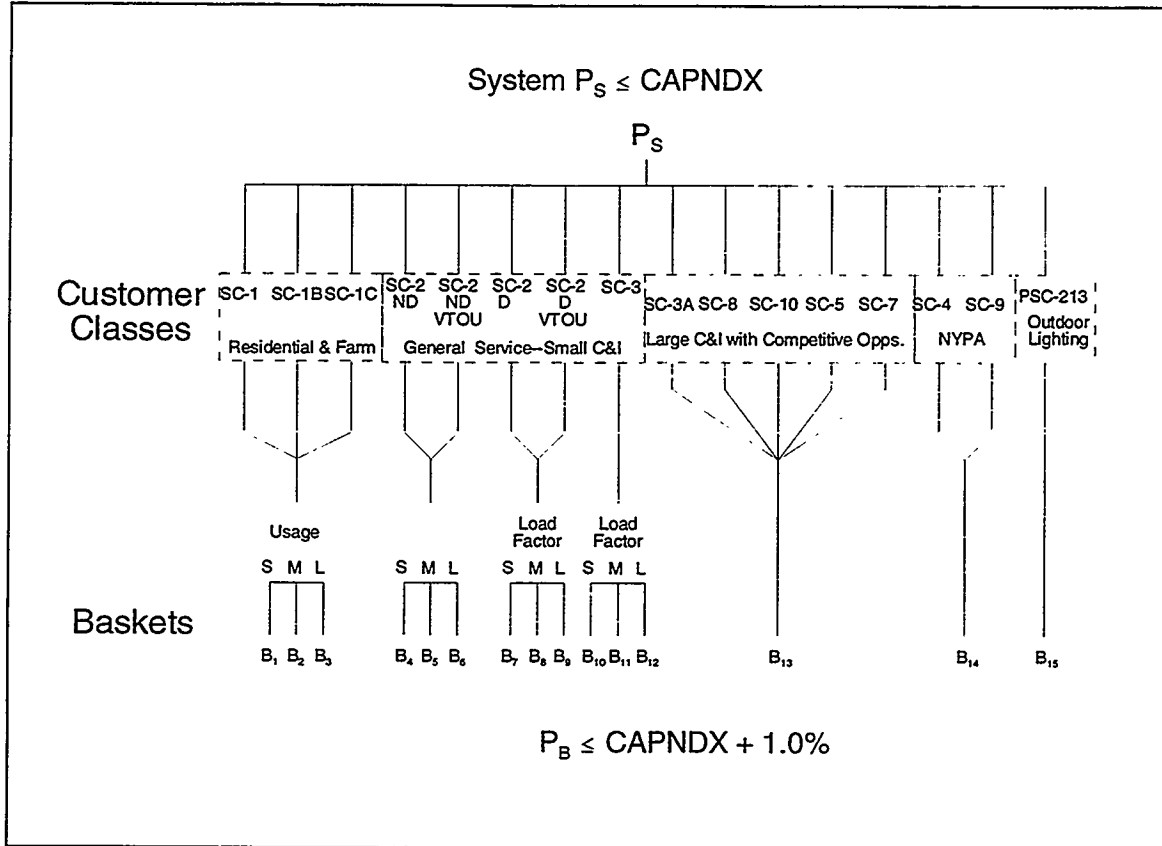 System P_S ≤ CAPNDX
P_S
Customer Classes
SC-1 SC-1B SC-1C
Residential & Farm
SC-2 ND
SC-2 ND VTOU
SC-2 D
SC-2 D VTOU
SC-3
General Service--Small C&I
SC-3A SC-8 SC-10 SC-5 SC-7
Large C&I with Competitive Opps.
SC-4 SC-9
NYPA
PSC-213
Outdoor
Lighting
Usage
Load
Factor
Load
Factor
S M L
S M L
S M L
S M L
Baskets
B₁ B₂ B₃ B₄ B₅ B₆ B₇ B₈ B₉ B₁₀ B₁₁ B₁₂ B₁₃ B₁₄ B₁₅
P_B ≤ CAPNDX + 1.0%